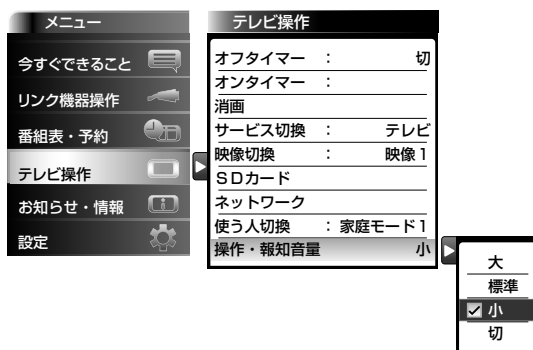 メニュー
今すぐできること
リンク機器操作
番組表・予約
テレビ操作
お知らせ・情報
設定
テレビ操作
オフタイマー : 切
オンタイマー :
消画
サービス切換 : テレビ
映像切換 : 映像1
SDカード
ネットワーク
使う人切換 : 家庭モード1
操作・報知音量 小
大
標準
小
切